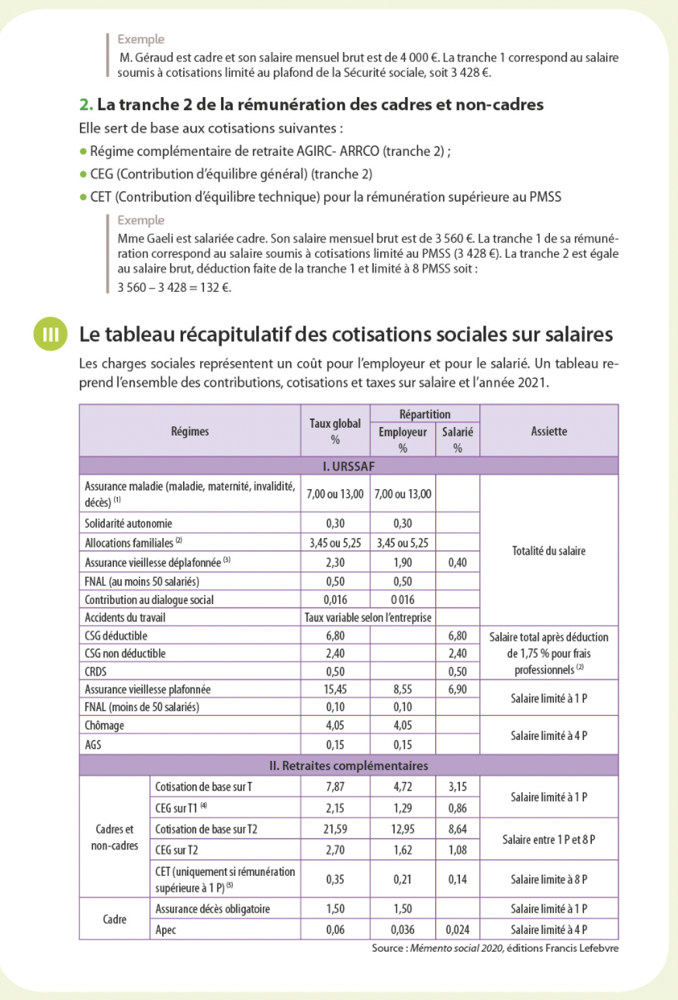 Exemple
M. Géraud est cadre et son salaire mensuel brut est de 4 000 €. La tranche 1 correspond au salaire
soumis à cotisations limité au plafond de la Sécurité sociale, soit 3 428 €.
2. La tranche 2 de la rémunération des cadres et non-cadres
Elle sert de base aux cotisations suivantes :
• Régime complémentaire de retraite AGIRC- ARRCO (tranche 2) ;
• CEG (Contribution d'équilibre général) (tranche 2)
• CET (Contribution d'équilibre technique) pour la rémunération supérieure au PMSS
Exemple
Mme Gaeli est salariée cadre. Son salaire mensuel brut est de 3 560 €. La tranche 1 de sa rémuné-
ration correspond au salaire soumis à cotisations limité au PMSS (3 428 €). La tranche 2 est égale
au salaire brut, déduction faite de la tranche 1 et limité à 8 PMSS soit :
3 560 – 3 428 = 132 €.
III Le tableau récapitulatif des cotisations sociales sur salaires
Les charges sociales représentent un coût pour l'employeur et pour le salarié. Un tableau re-
prend l'ensemble des contributions, cotisations et taxes sur salaire et l'année 2021.
Régimes
Taux global
%
Répartition
Employeur
%
Salarié
%
Assiette
I. URSSAF
Assurance maladie (maladie, maternité, invalidité,
décès) (1)
7,00 ou 13,00 7,00 ou 13,00
Solidarité autonomie 0,30 0,30
Allocations familiales (2) 3,45 ou 5,25 3,45 ou 5,25
Assurance vieillesse déplafonnée (3) 2,30 1,90 0,40
FNAL (au moins 50 salariés) 0,50 0,50
Contribution au dialogue social 0,016 0 016
Accidents du travail Taux variable selon l'entreprise
Totalité du salaire
CSG déductible 6,80 6,80
CSG non déductible 2,40 2,40
CRDS 0,50 0,50
Salaire total après déduction
de 1,75 % pour frais
professionnels (2)
Assurance vieillesse plafonnée 15,45 8,55 6,90
FNAL (moins de 50 salariés) 0,10 0,10
Salaire limité à 1 P
Chômage 4,05 4,05
AGS 0,15 0,15
Salaire limité à 4 P
II. Retraites complémentaires
Cadres et
non-cadres
Cotisation de base sur T 7,87 4,72 3,15
CEG sur T1 (4) 2,15 1,29 0,86
Salaire limité à 1 P
Cotisation de base sur T2 21,59 12,95 8,64
CEG sur T2 2,70 1,62 1,08
Salaire entre 1 P et 8 P
CET (uniquement si rémunération
supérieure à 1 P) (5)
0,35 0,21 0,14 Salaire limite à 8 P
Cadre
Assurance décès obligatoire 1,50 1,50 Salaire limité à 1 P
Apec 0,06 0,036 0,024 Salaire limité à 4 P
Source : Mémento social 2020, éditions Francis Lefebvre